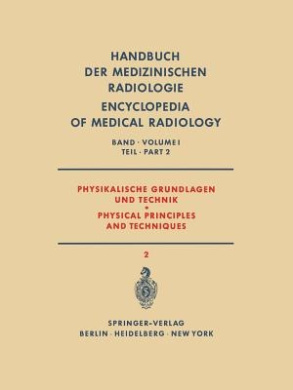 HANDBUCH
DER MEDIZINISCHEN
RADIOLOGIE
ENCYCLOPEDIA
OF MEDICAL RADIOLOGY
BAND · VOLUME I
TEIL · PART 2
PHYSIKALISCHE GRUNDLAGEN
UND TECHNIK
+
PHYSICAL PRINCIPLES
AND TECHNIQUES
2
SPRINGER-VERLAG
BERLIN · HEIDELBERG · NEW YORK